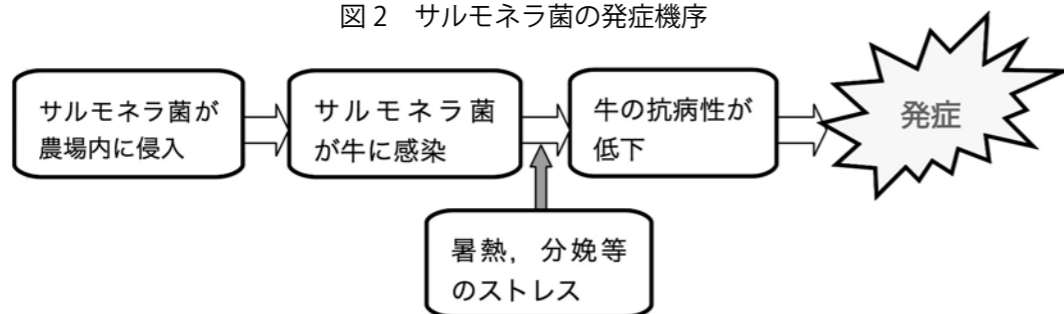 図2 サルモネラ菌の発症機序
サルモネラ菌が
農場内に侵入
サルモネラ菌
が牛に感染
牛の抗病性が
低下
発症
暑熱，分娩等
のストレス